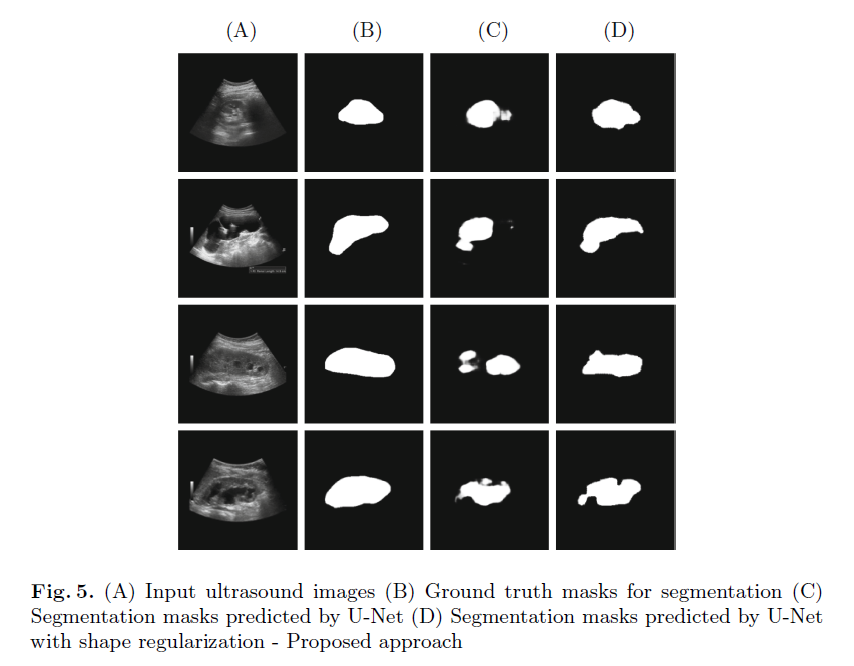 (A) (B) (C) (D)
Fig. 5. (A) Input ultrasound images (B) Ground truth masks for segmentation (C)
Segmentation masks predicted by U-Net (D) Segmentation masks predicted by U-Net
with shape regularization - Proposed approach